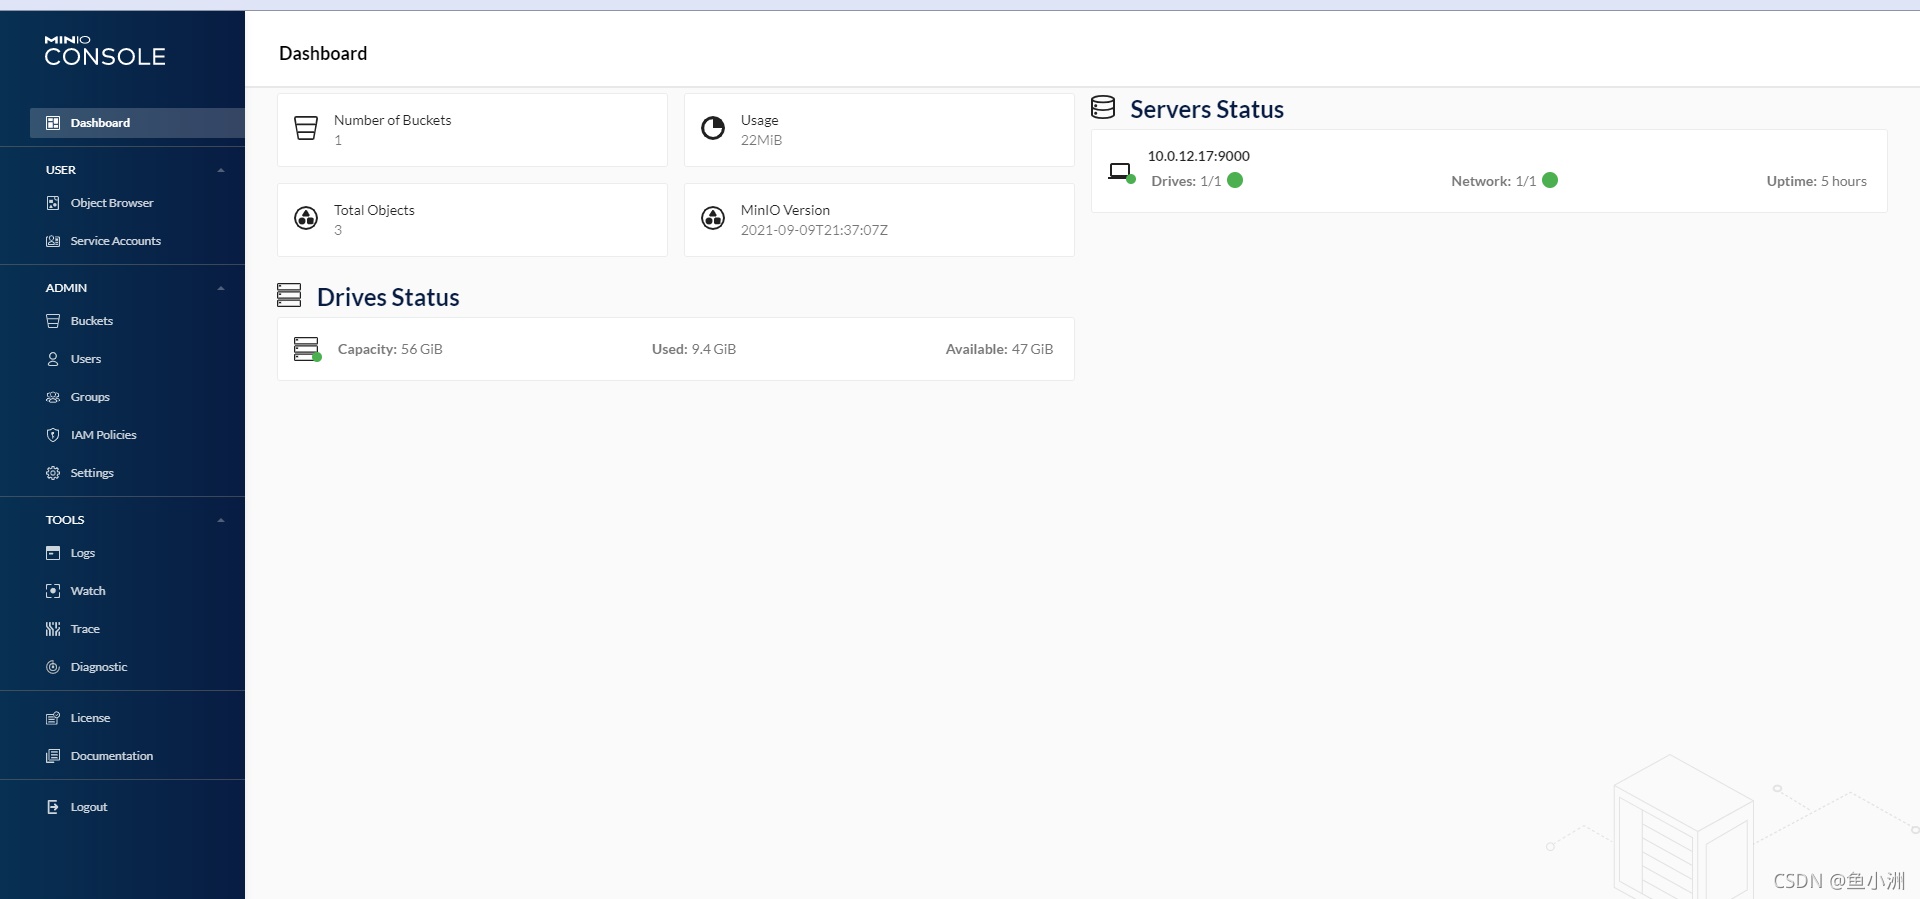 MINIO
CONSOLE
Dashboard
USER
Object Browser
Service Accounts
ADMIN
Buckets
Users
Groups
IAM Policies
Settings
TOOLS
Logs
Watch
Trace
Diagnostic
License
Documentation
Logout
Dashboard
Number of Buckets
1
Usage
22MiB
Total Objects
3
MinIO Version
2021-09-09T21:37:07Z
Drives Status
Capacity: 56 GiB Used: 9.4 GiB Available: 47 GiB
Servers Status
10.0.12.17:9000
Drives: 1/1 Network: 1/1 Uptime: 5 hours
CSDN @鱼小洲